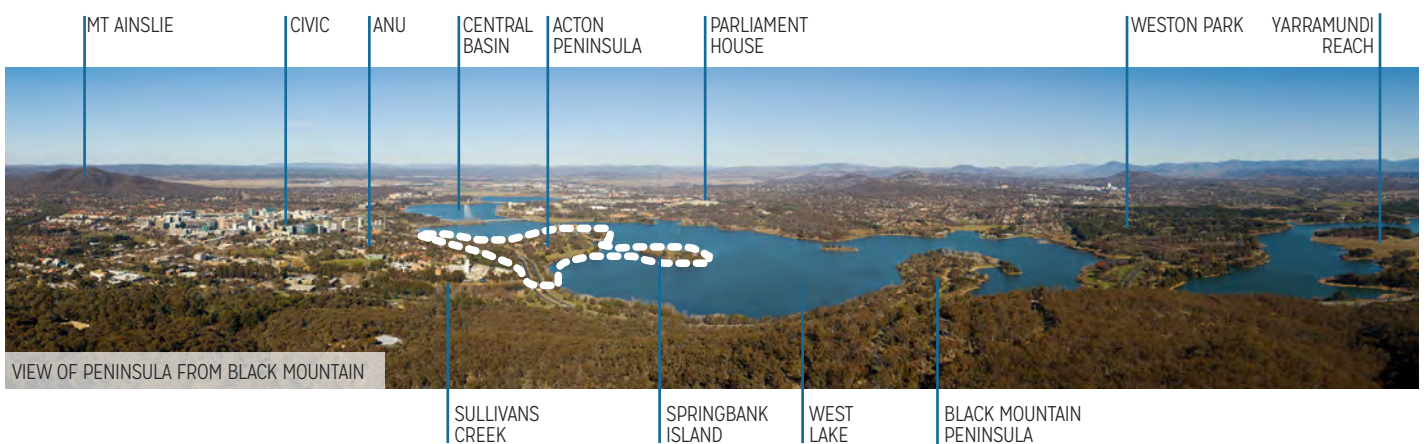 MT AINSLIE
CIVIC
ANU
CENTRAL
BASIN
ACTON
PENINSULA
PARLIAMENT
HOUSE
WESTON PARK
YARRAMUNDI
REACH
VIEW OF PENINSULA FROM BLACK MOUNTAIN
SULLIVANS
CREEK
SPRINGBANK
ISLAND
WEST
LAKE
BLACK MOUNTAIN
PENINSULA